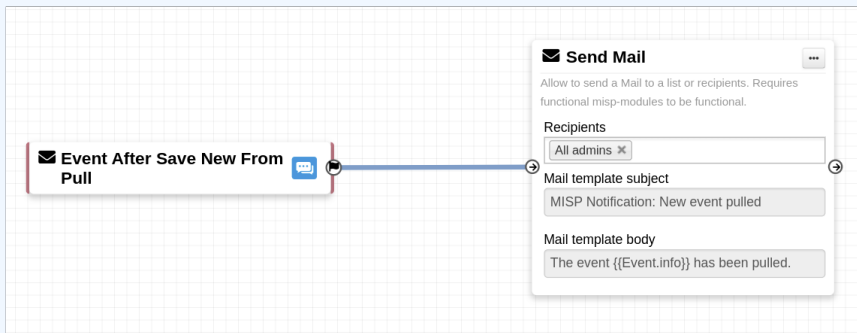 Event After Save New From
Pull
Send Mail
Allow to send a Mail to a list or recipients. Requires
functional misp-modules to be functional.
Recipients
All admins
Mail template subject
MISP Notification: New event pulled
Mail template body
The event {{Event.info}} has been pulled.